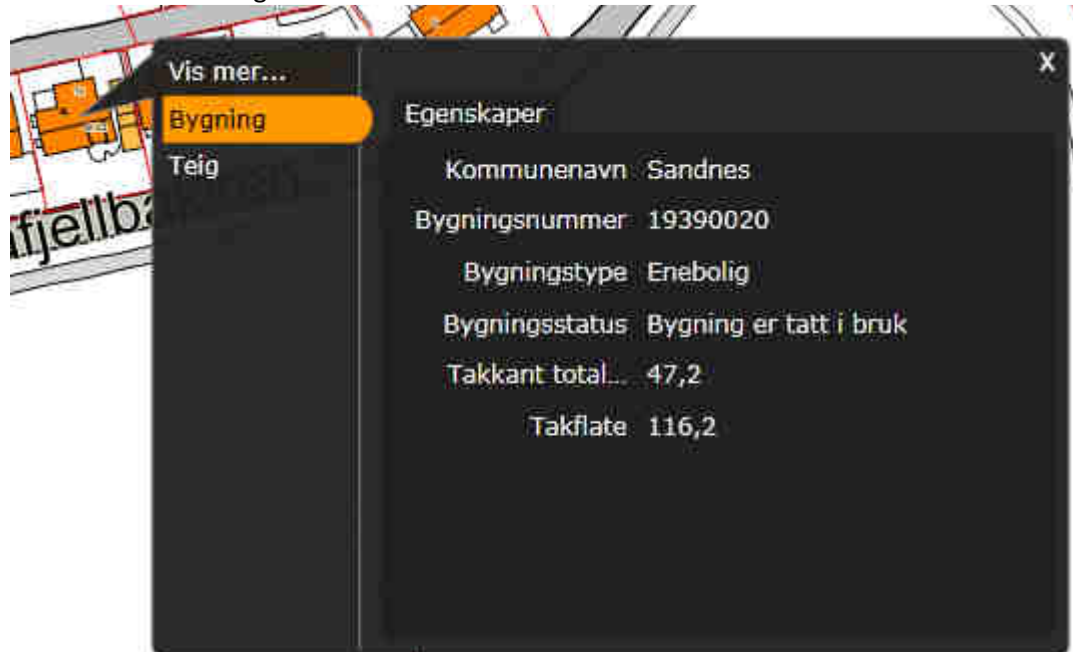 Vis mer...
X
Bygning
Egenskaper
Teig
Kommunenavn Sandnes
Bygningsnummer 19390020
Bygningstype Enebolig
Bygningsstatus Bygning er tatt i bruk
Takkant total... 47,2
Takflate 116,2